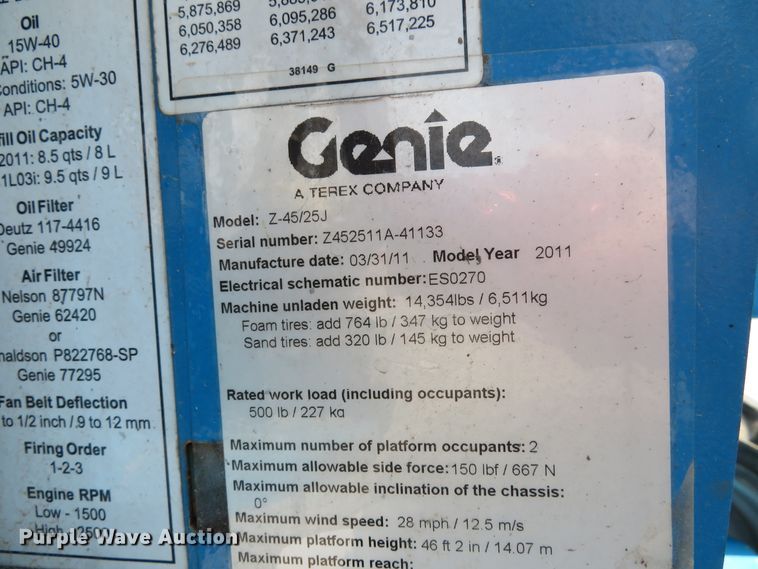 Oil
15W-40
API: CH-4
Conditions: 5W-30
API: CH-4
fill Oil Capacity
2011: 8.5 qts / 8 L
1L03i: 9.5 qts / 9 L
Oil Filter
Deutz 117-4416
Genie 49924
Air Filter
Nelson 87797N
Genie 62420
or
naldson P822768-SP
Genie 77295
Fan Belt Deflection
to 1/2 inch / 9 to 12 mm
Firing Order
1-2-3
Engine RPM
Low - 1500
High - 2500
5,875,869
6,173,810
6,050,358 6,095,286 6,517,225
6,276,489 6,371,243
38149 G
Genie
A TEREX COMPANY
Model: Z-45/25J
Serial number: Z452511A-41133
Manufacture date: 03/31/11 Model Year 2011
Electrical schematic number:ES0270
Machine unladen weight: 14,354lbs / 6,511kg
Foam tires: add 764 lb / 347 kg to weight
Sand tires: add 320 lb / 145 kg to weight
Rated work load (including occupants):
500 lb / 227 kg
Maximum number of platform occupants: 2
Maximum allowable side force: 150 lbf / 667 N
Maximum allowable inclination of the chassis:
0°
Maximum wind speed: 28 mph / 12.5 m/s
Maximum platform height: 46 ft 2 in / 14.07 m
Maximum platform reach:
Purple Wave Auction